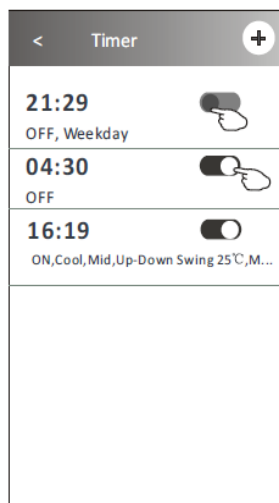 < Timer +
21:29
OFF, Weekday
04:30
OFF
16:19
ON,Cool,Mid,Up-Down Swing 25℃,M...